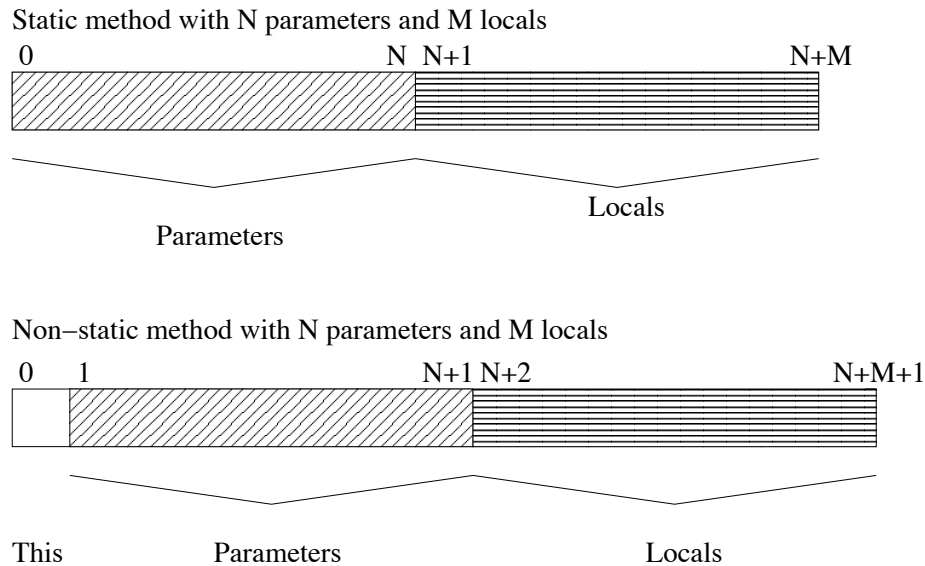 Static method with N parameters and M locals
0 N N+1 N+M
Locals
Parameters
Non−static method with N parameters and M locals
0 1 N+1 N+2 N+M+1
This Parameters Locals